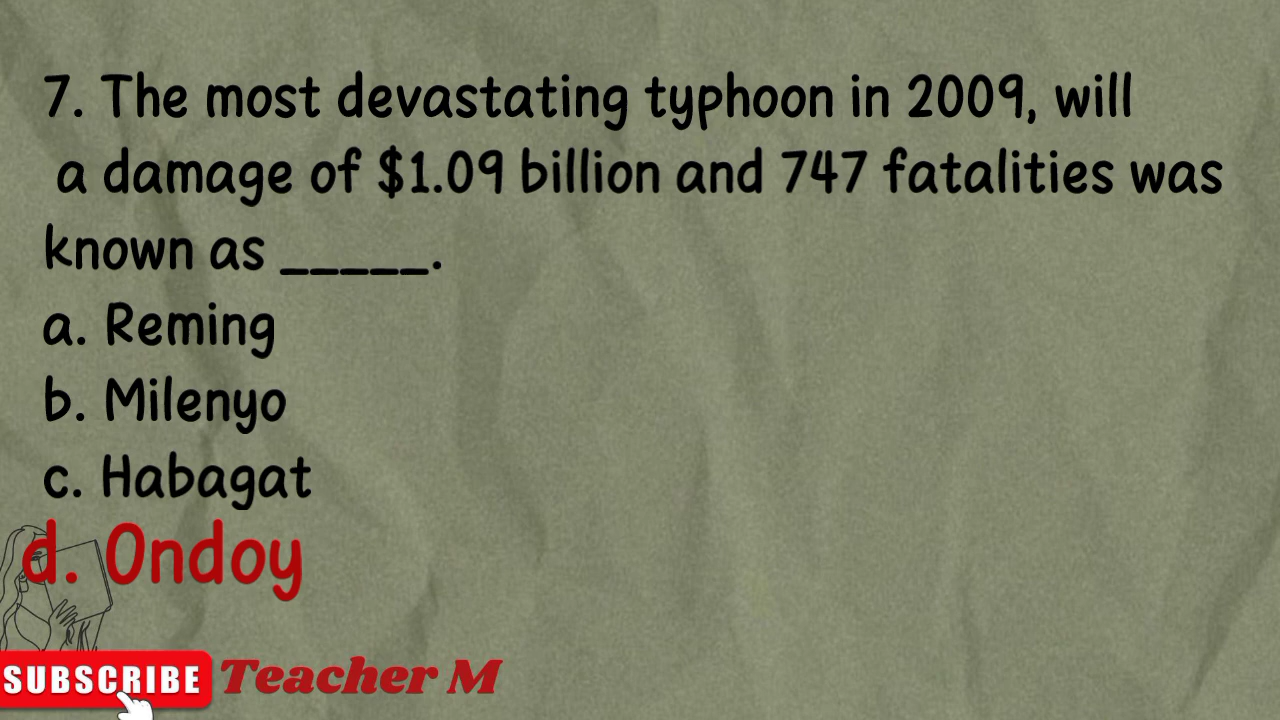 7. The most devastating typhoon in 2009, will
a damage of $1.09 billion and 747 fatalities was
known as _____.
a. Reming
b. Milenyo
c. Habagat
d. Ondoy
SUBSCRIBE Teacher M